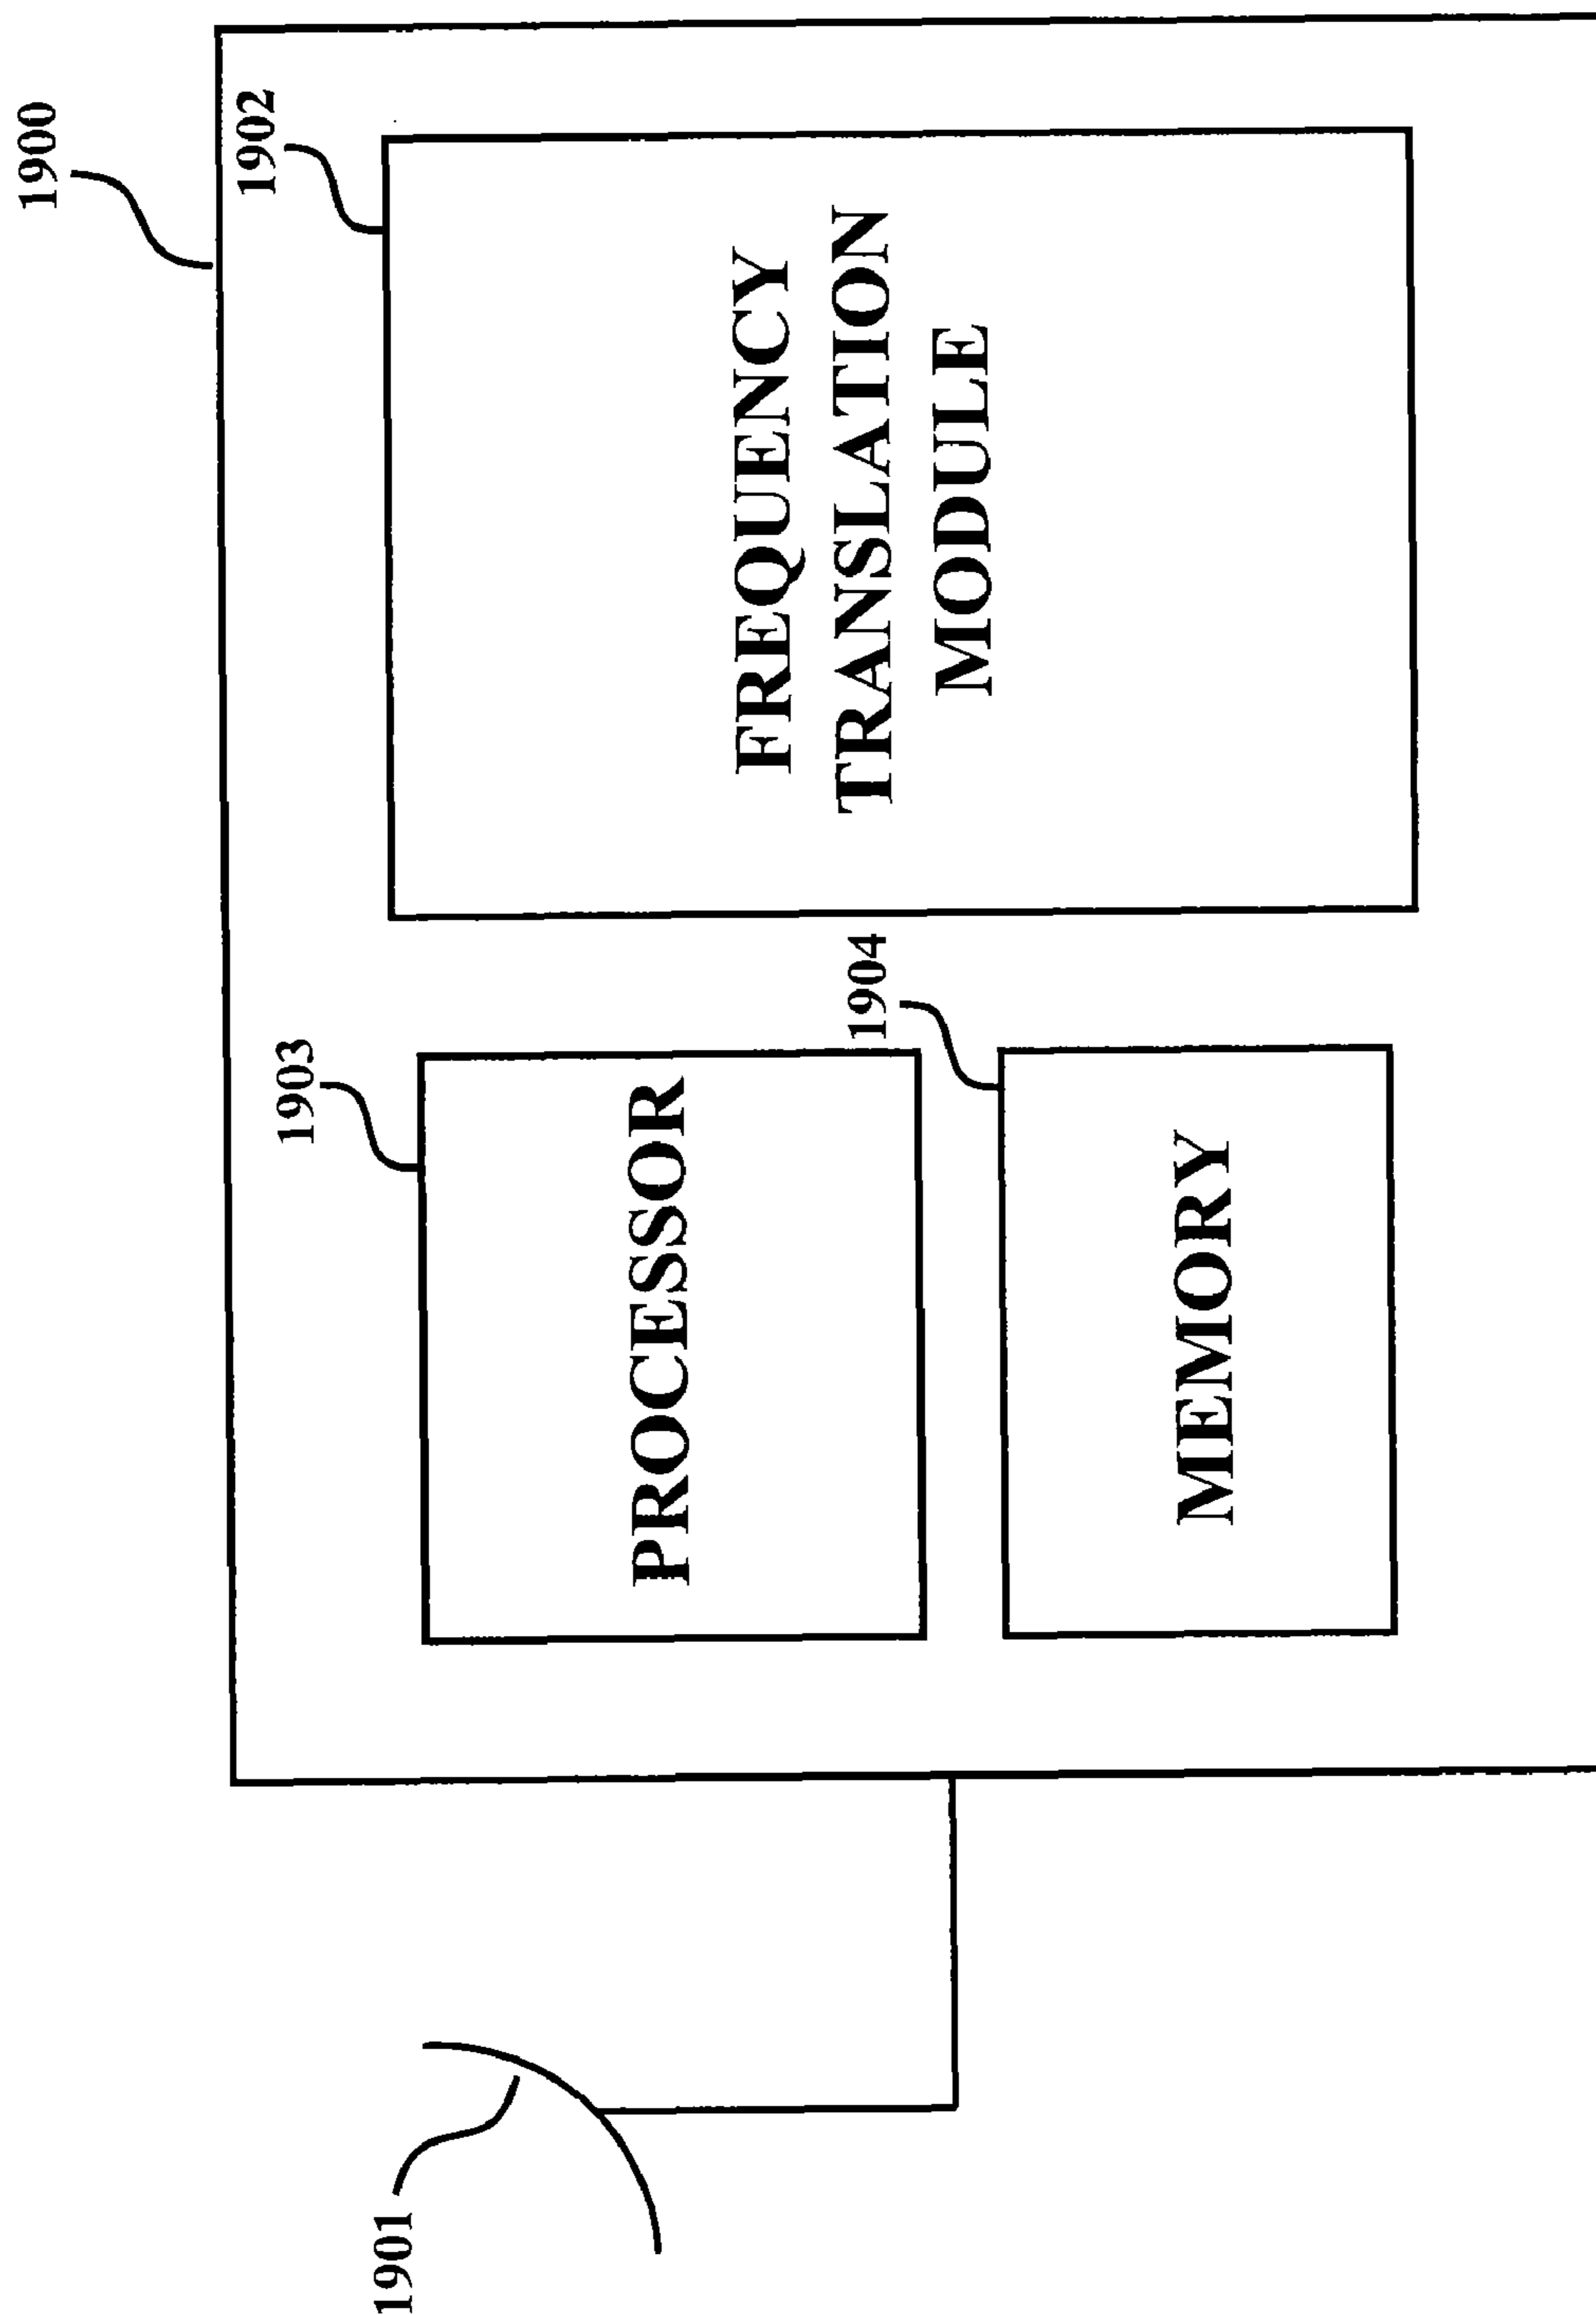 1900
1902
FREQUENCY
TRANSLATION
MODULE
1903
PROCESSOR
1904
MEMORY
1901